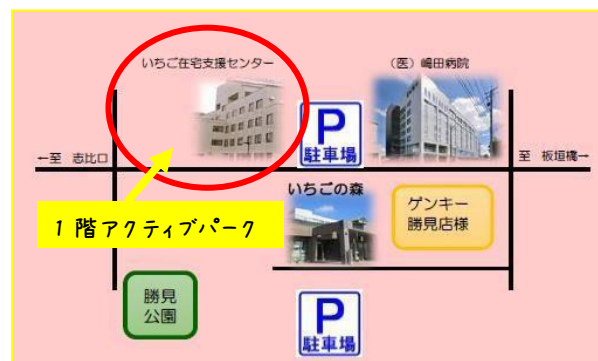 いちご在宅支援センター
（医）嶋田病院
P
駐車場
←至 志比口
至 板垣橋→
いちごの森
1階アクティブパーク
ゲンキー
勝見店様
勝見
公園
P
駐車場